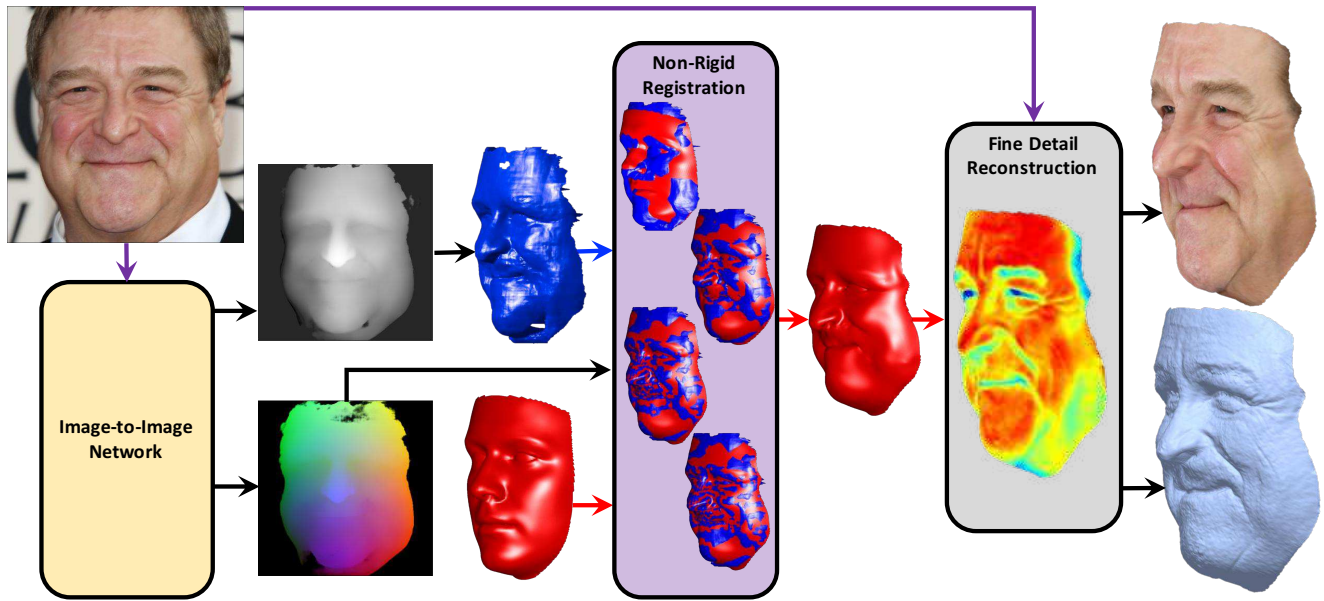 Non-Rigid
Registration
Fine Detail
Reconstruction
Image-to-Image
Network